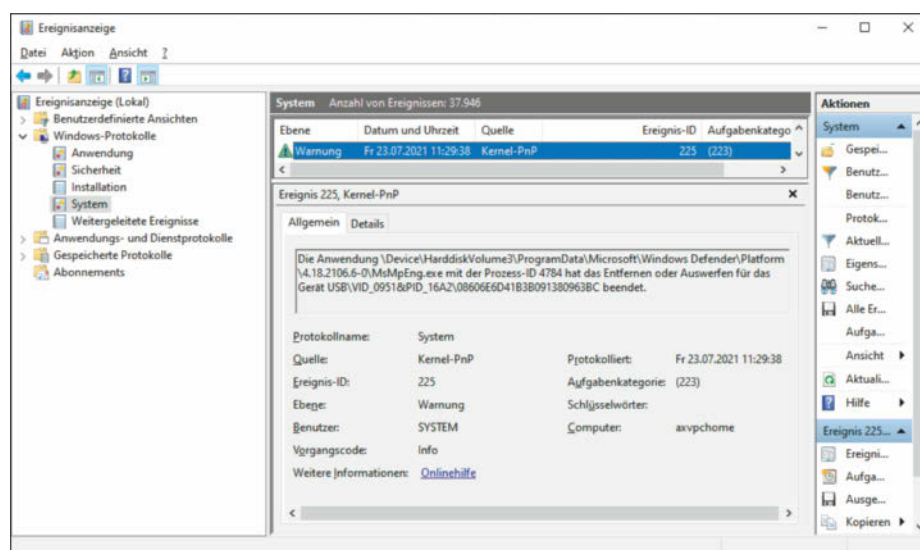 Ereignisanzeige
Datei Aktion Ansicht ?
Ereignisanzeige (Lokal)
Benutzerdefinierte Ansichten
Windows-Protokolle
Anwendung
Sicherheit
Installation
System
Weitergeleitete Ereignisse
Anwendungs- und Dienstprotokolle
Gespeicherte Protokolle
Abonnements
System Anzahl von Ereignissen: 37.946
Ebene Datum und Uhrzeit Quelle Ereignis-ID Aufgabenkatego
Warnung Fr 23.07.2021 11:29:38 Kernel-PnP 225 (223)
Ereignis 225, Kernel-PnP
Allgemein Details
Die Anwendung \Device\HarddiskVolume3\ProgramData\Microsoft\Windows Defender\Platform
\4.18.2106.6-0\MsMpEng.exe mit der Prozess-ID 4784 hat das Entfernen oder Auswerfen für das
Gerät USB\VID_0951&PID_16A2\08606E6D41B3B091380963BC beendet.
Protokollname: System
Quelle: Kernel-PnP Protokolliert: Fr 23.07.2021 11:29:38
Ereignis-ID: 225 Aufgabenkategorie: (223)
Ebene: Warnung Schlüsselwörter:
Benutzer: SYSTEM Computer: axvpchome
Vorgangscode: Info
Weitere Informationen: Onlinehilfe
Aktionen
System
Gespei...
Benutz...
Benutz...
Protok...
Aktuell...
Eigens...
Suche...
Alle Er...
Aufga...
Ansicht
Aktuali...
Hilfe
Ereignis 225...
Ereigni...
Aufga...
Ausge...
Kopieren